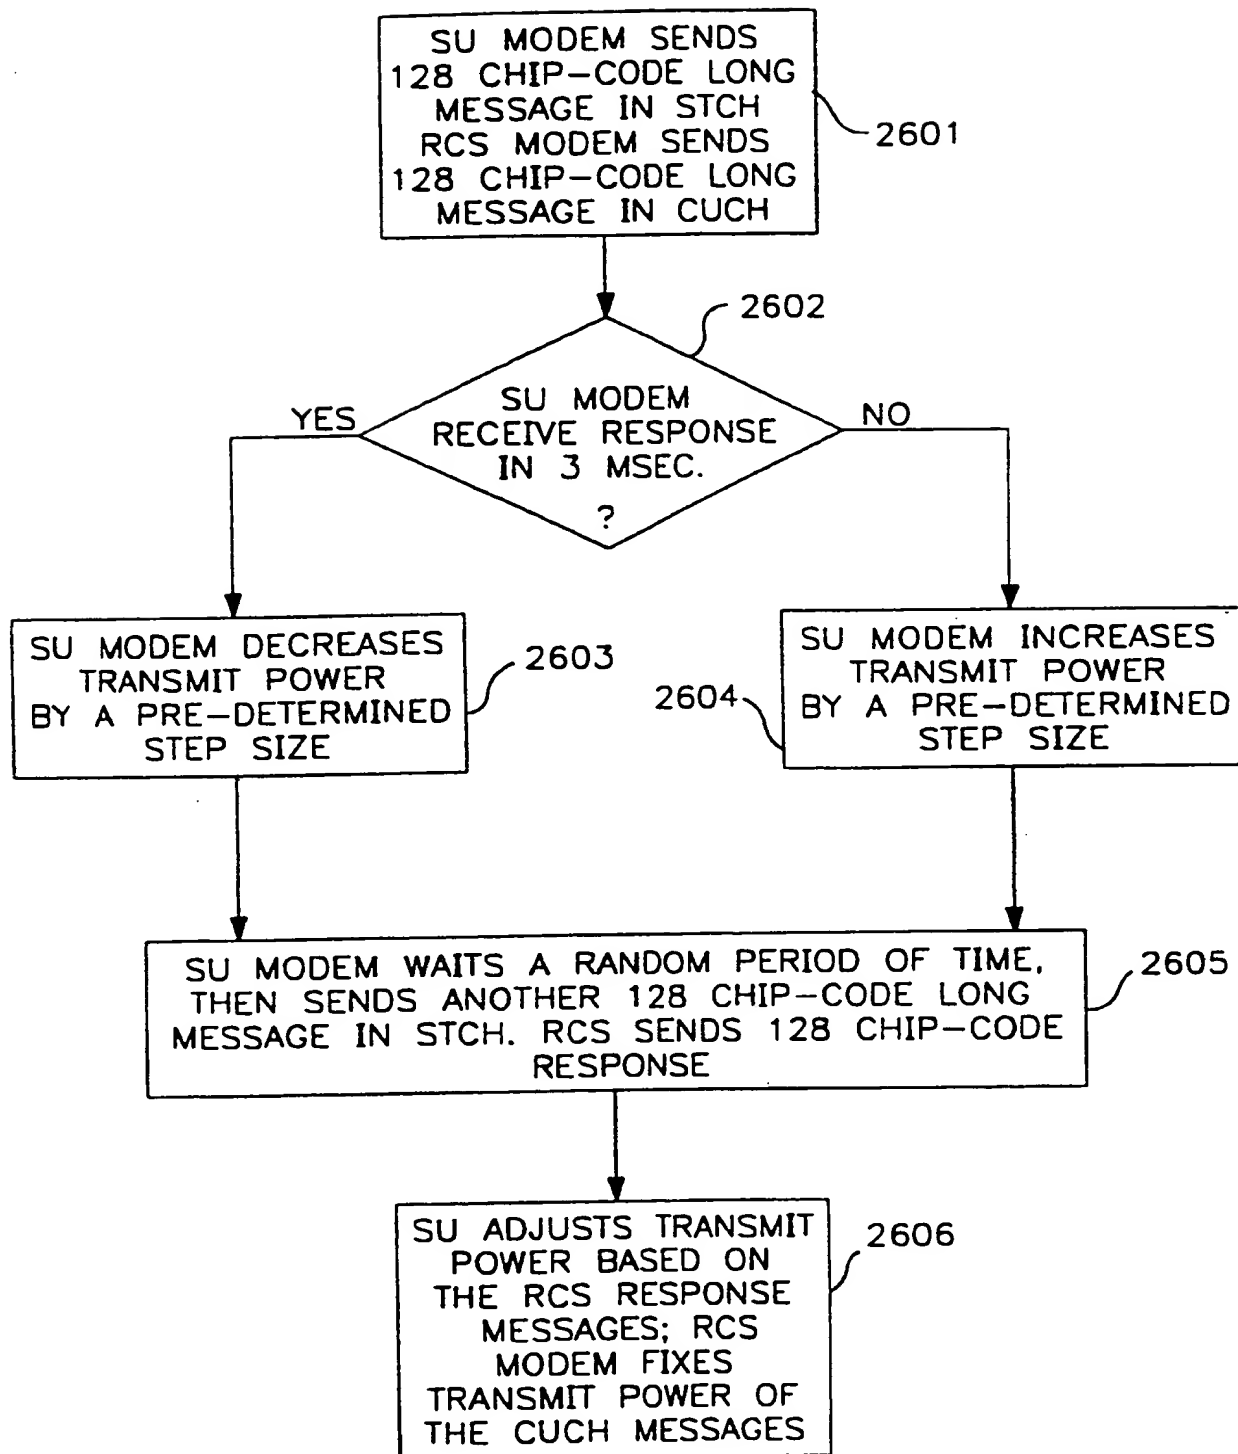 SU MODEM SENDS
128 CHIP-CODE LONG
MESSAGE IN STCH
RCS MODEM SENDS
128 CHIP-CODE LONG
MESSAGE IN CUCH
2601
2602
SU MODEM
RECEIVE RESPONSE
IN 3 MSEC.
?
YES
NO
SU MODEM DECREASES
TRANSMIT POWER
BY A PRE-DETERMINED
STEP SIZE
2603
SU MODEM INCREASES
TRANSMIT POWER
BY A PRE-DETERMINED
STEP SIZE
2604
SU MODEM WAITS A RANDOM PERIOD OF TIME,
THEN SENDS ANOTHER 128 CHIP-CODE LONG
MESSAGE IN STCH. RCS SENDS 128 CHIP-CODE
RESPONSE
2605
SU ADJUSTS TRANSMIT
POWER BASED ON
THE RCS RESPONSE
MESSAGES; RCS
MODEM FIXES
TRANSMIT POWER OF
THE CUCH MESSAGES
2606